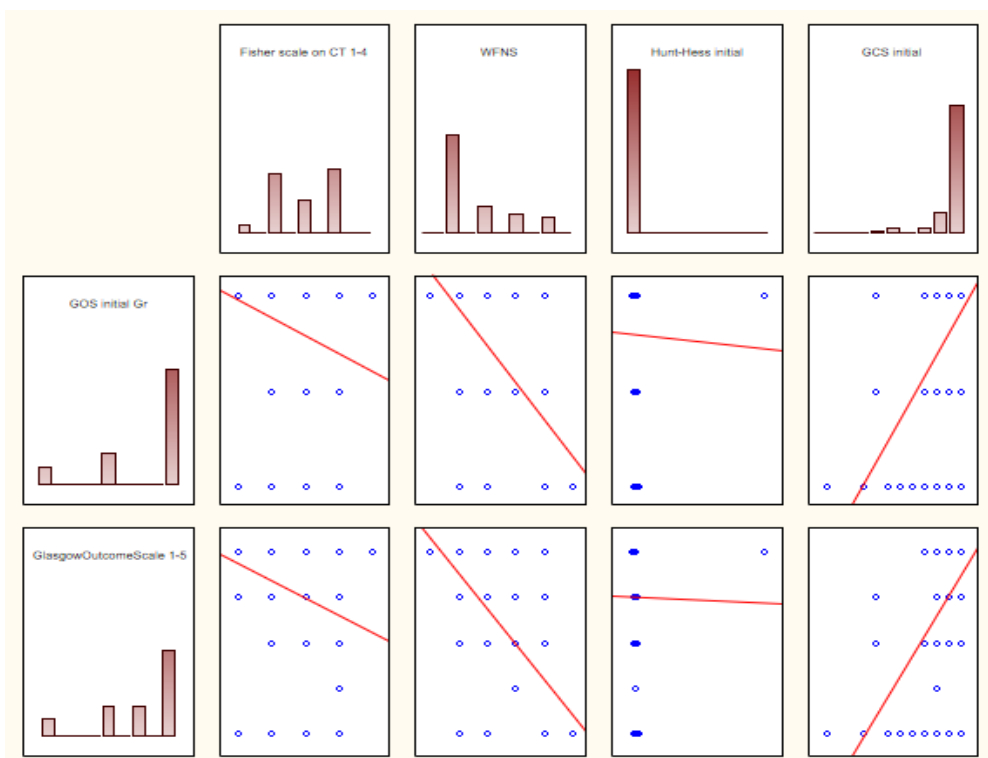 Fisher scale on CT 1-4
WFNS
Hunt-Hess initial
GCS initial
GOS initial Gr
GlasgowOutcomeScale 1-5